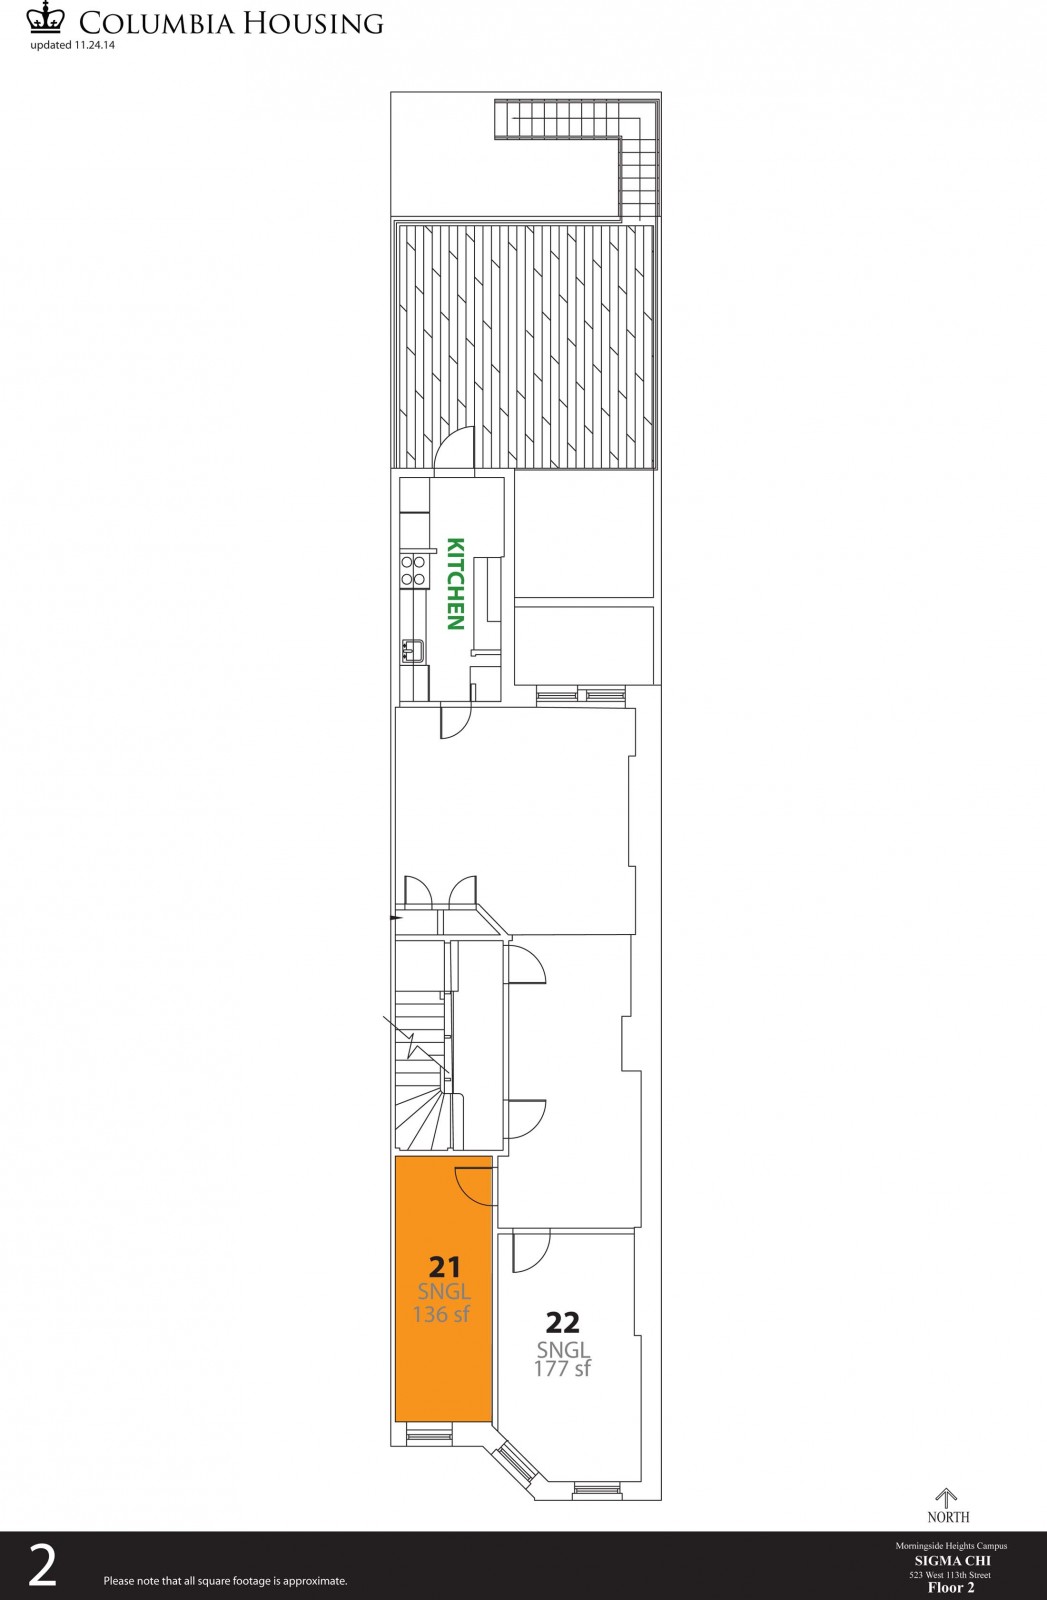 COLUMBIA HOUSING
updated 11.24.14
KITCHEN
21
SNGL
136 sf
22
SNGL
177 sf
NORTH
2
Please note that all square footage is approximate.
Morningside Heights Campus
SIGMA CHI
523 West 113th Street
Floor 2